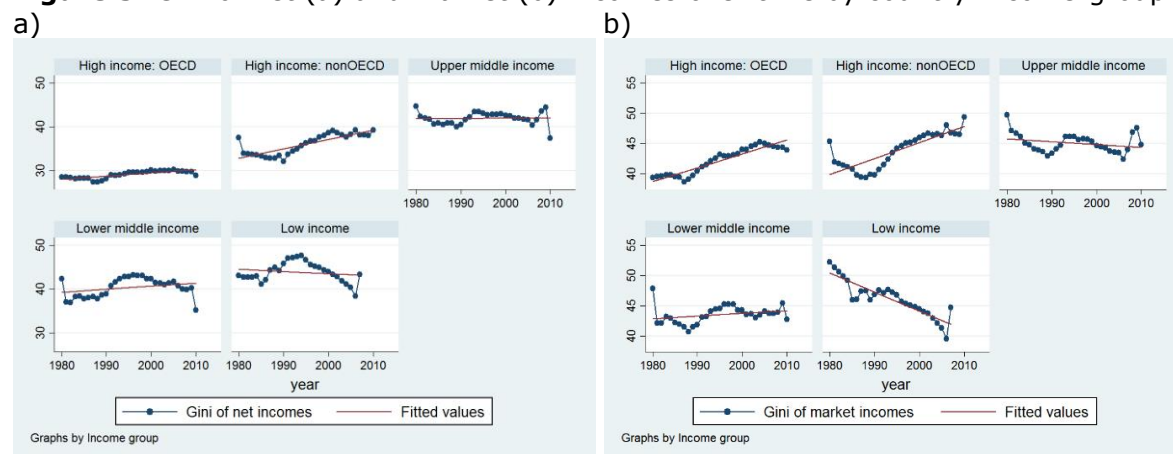 a)
b)
High income: OECD
High income: nonOECD
Upper middle income
50
40
30
1980 1990 2000 2010
Lower middle income
Low income
50
40
30
1980 1990 2000 2010
1980 1990 2000 2010
year
Gini of net incomes
Fitted values
Graphs by Income group
High income: OECD
High income: nonOECD
Upper middle income
55
50
45
40
1980 1990 2000 2010
Lower middle income
Low income
55
50
45
40
1980 1990 2000 2010
1980 1990 2000 2010
year
Gini of market incomes
Fitted values
Graphs by Income group